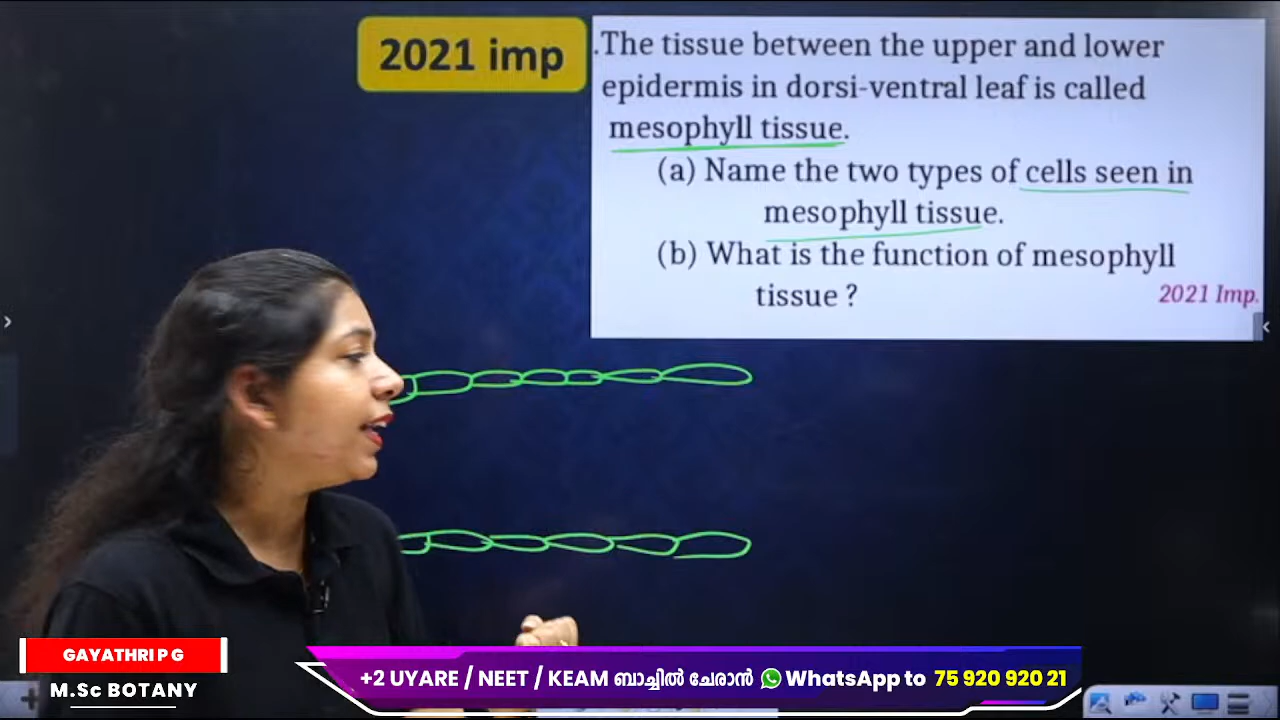 2021 imp
.The tissue between the upper and lower
epidermis in dorsi-ventral leaf is called
mesophyll tissue.
(a) Name the two types of cells seen in
mesophyll tissue.
(b) What is the function of mesophyll
tissue ?
2021 Imp.
GAYATHRI P G
M.Sc BOTANY
+2 UYARE / NEET / KEAM ബാച്ചിൽ ചേരാൻ WhatsApp to 75 920 920 21